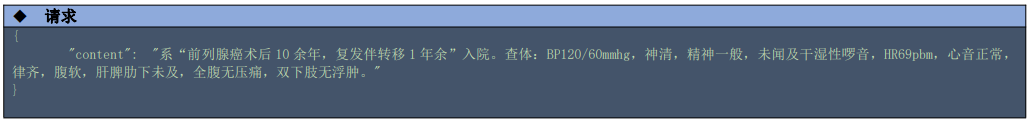 ◆ 请求
{
"content": "系“前列腺癌术后 10 余年，复发伴转移 1 年余”入院。查体：BP120/60mmhg，神清，精神一般，未闻及干湿性啰音，HR69pbm，心音正常，
律齐，腹软，肝脾肋下未及，全腹无压痛，双下肢无浮肿。"
}